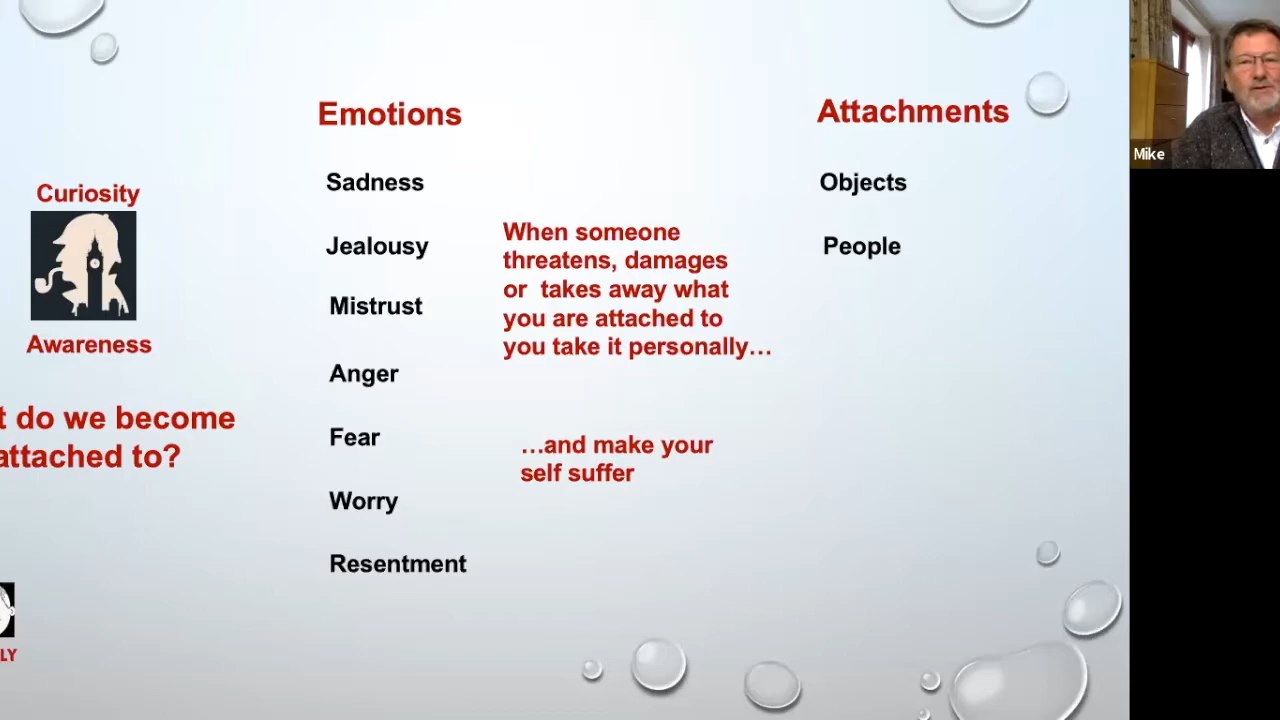 Emotions
Attachments
Mike
Sadness
Objects
Curiosity
Jealousy
When someone
threatens, damages
or takes away what
you are attached to
you take it personally…
People
Mistrust
Awareness
Anger
t do we become
attached to?
Fear
…and make your
self suffer
Worry
Resentment
LY